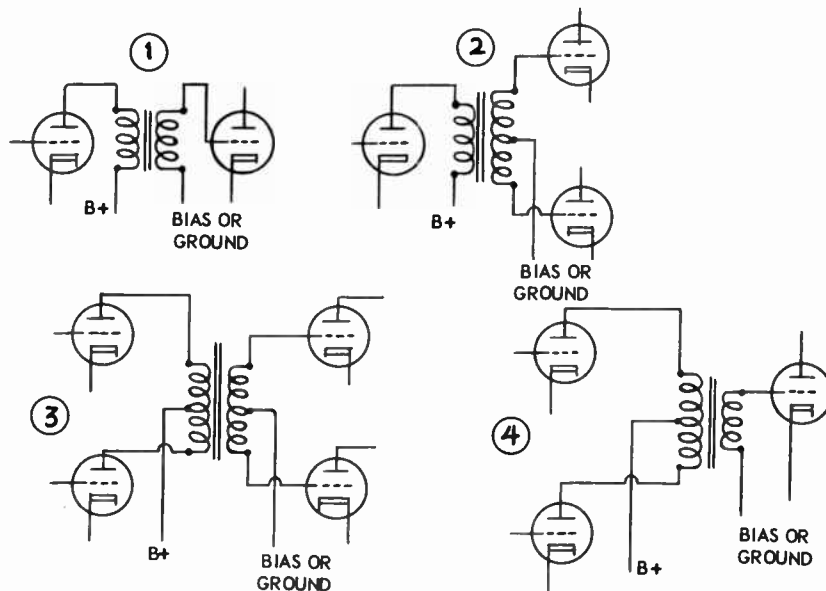 1
2
B+
BIAS OR
GROUND
B+
BIAS OR
GROUND
3
4
B+
BIAS OR
GROUND
B+
BIAS OR
GROUND